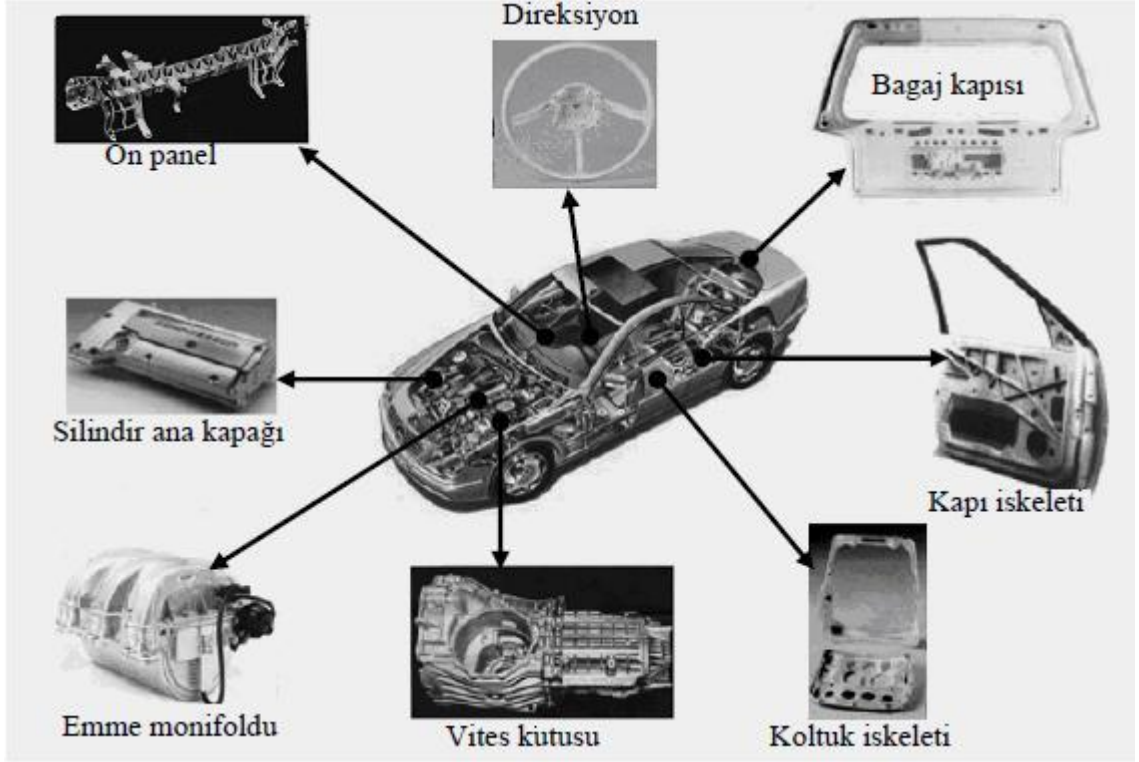 Direksiyon
Bagaj kapısı
Ön panel
Silindir ana kapağı
Kapı iskeleti
Emme monifoldu
Vites kutusu
Koltuk iskeleti